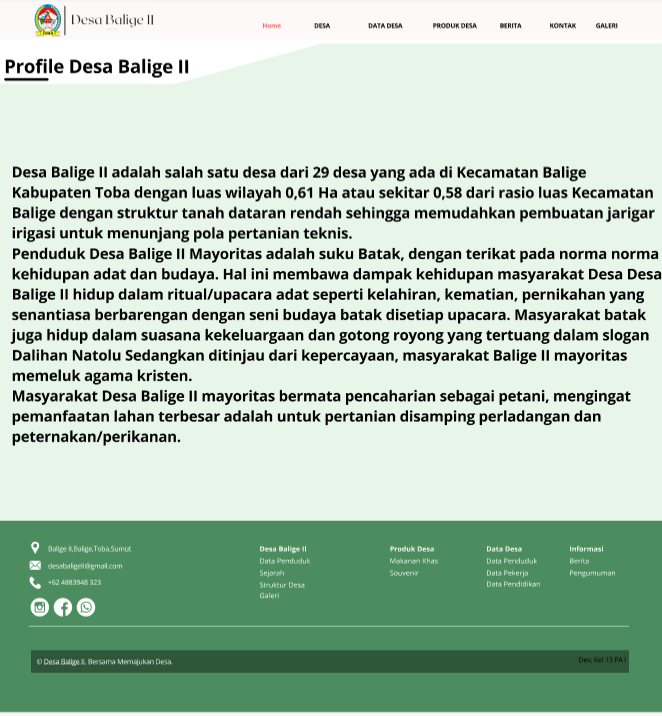 Desa Balige II
Home DESA DATA DESA PRODUK DESA BERITA KONTAK GALERI
Profile Desa Balige II
Desa Balige II adalah salah satu desa dari 29 desa yang ada di Kecamatan Balige
Kabupaten Toba dengan luas wilayah 0,61 Ha atau sekitar 0,58 dari rasio luas Kecamatan
Balige dengan struktur tanah dataran rendah sehingga memudahkan pembuatan jarigar
irigasi untuk menunjang pola pertanian teknis.
Penduduk Desa Balige II Mayoritas adalah suku Batak, dengan terikat pada norma norma
kehidupan adat dan budaya. Hal ini membawa dampak kehidupan masyarakat Desa Desa
Balige II hidup dalam ritual/upacara adat seperti kelahiran, kematian, pernikahan yang
senantiasa berbarengan dengan seni budaya batak disetiap upacara. Masyarakat batak
juga hidup dalam suasana kekeluargaan dan gotong royong yang tertuang dalam slogan
Dalihan Natolu Sedangkan ditinjau dari kepercayaan, masyarakat Balige II mayoritas
memeluk agama kristen.
Masyarakat Desa Balige II mayoritas bermata pencaharian sebagai petani, mengingat
pemanfaatan lahan terbesar adalah untuk pertanian disamping perladangan dan
peternakan/perikanan.
Balige II,Balige,Toba,Sumut
desabaligeII@gmail.com
+62 4883948 323
Desa Balige II
Data Penduduk
Sejarah
Struktur Desa
Galeri
Produk Desa
Makanan Khas
Souvenir
Data Desa
Data Penduduk
Data Pekerja
Data Pendidikan
Informasi
Berita
Pengumuman
© Desa Balige II, Bersama Memajukan Desa.
Dev, Kel 13 PA I